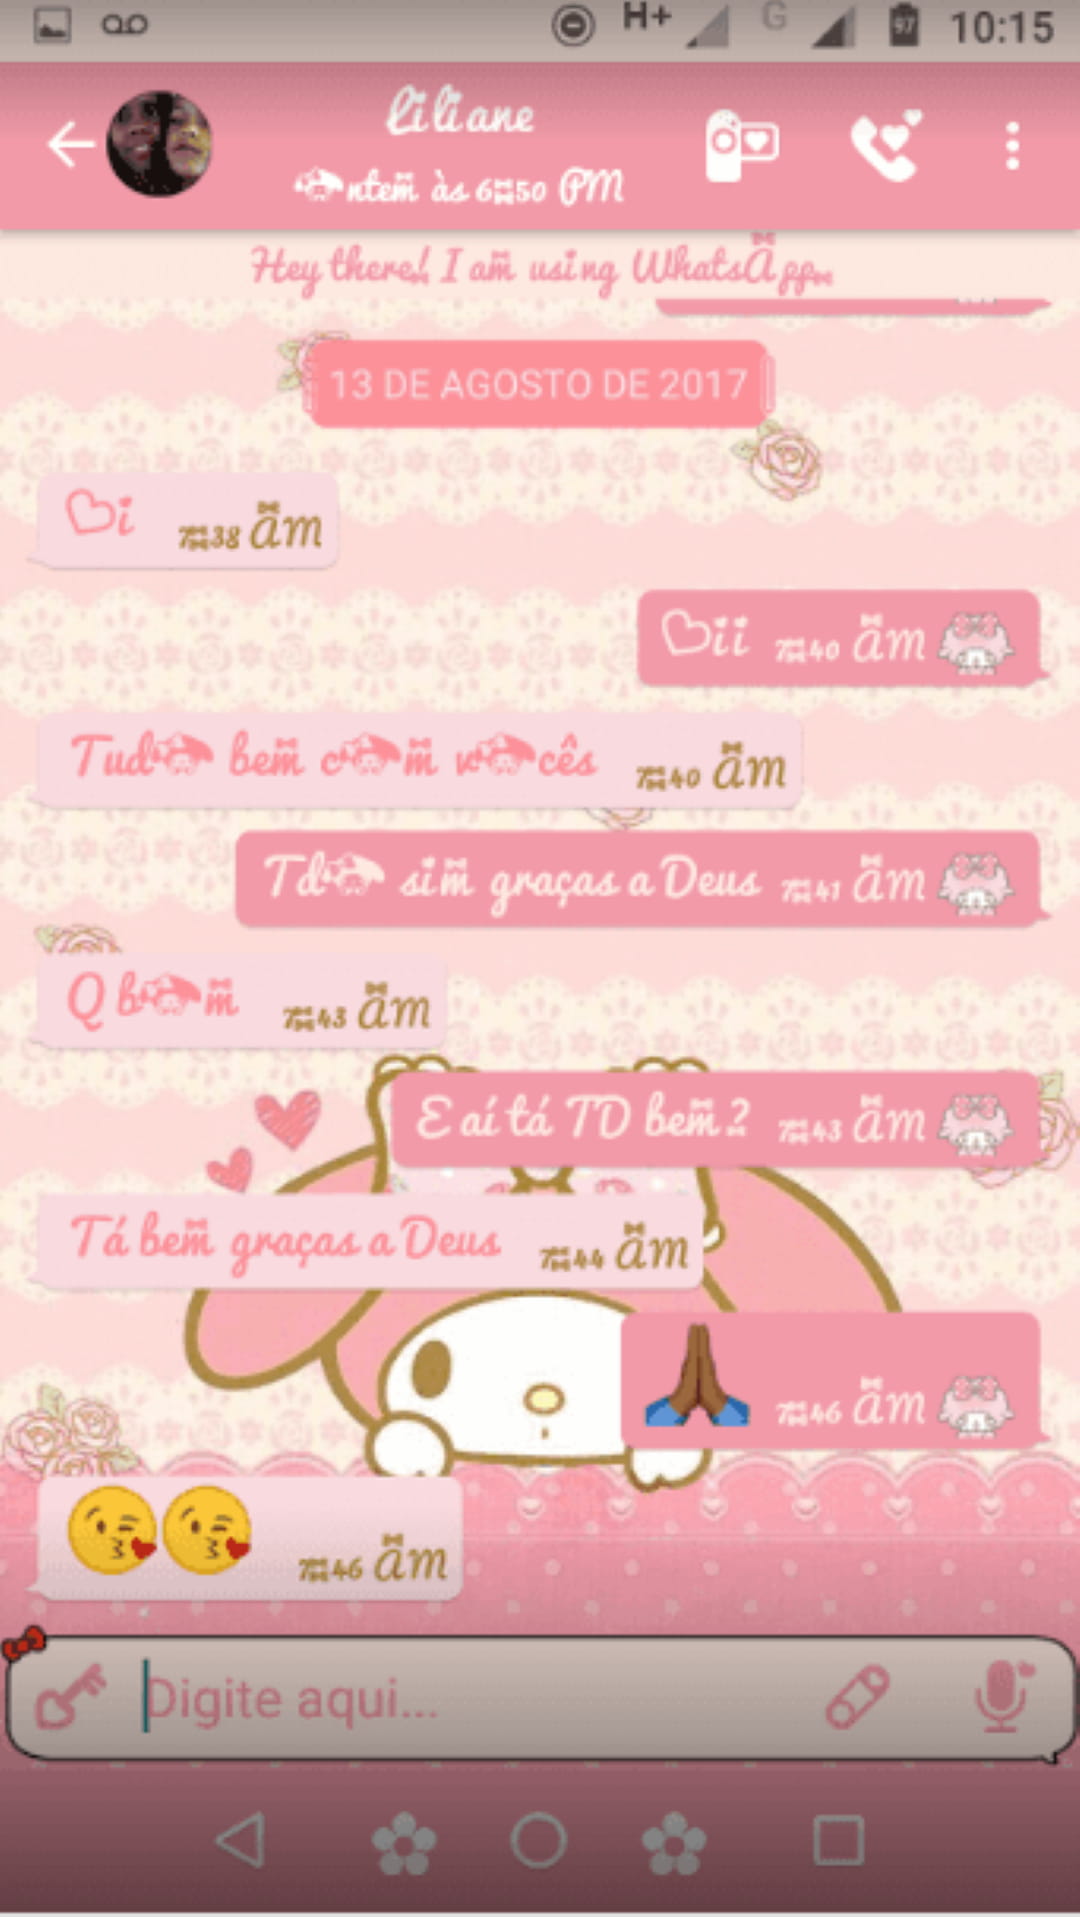 H+ G 97 10:15
Liliane
Ontem às 6:50 PM
Hey there! I am using WhatsApp.
13 DE AGOSTO DE 2017
Oi 7:38 AM
Oii 7:40 AM
Tudo bem com vocês 7:40 AM
Tdo sim graças a Deus 7:41 AM
Q bom 7:43 AM
E aí tá TD bem? 7:43 AM
Tá bem graças a Deus 7:44 AM
7:46 AM
7:46 AM
Digite aqui...